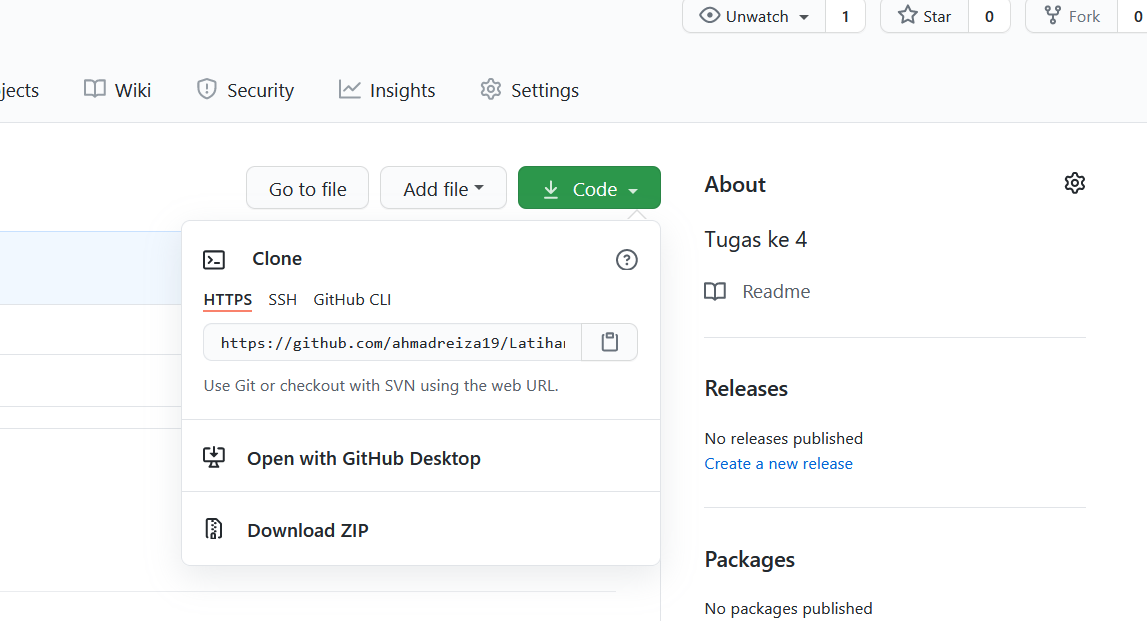 Unwatch 1 Star 0 Fork 0
jects Wiki Security Insights Settings
Go to file Add file Code
Clone
HTTPS SSH GitHub CLI
https://github.com/ahmadreiza19/Latihar
Use Git or checkout with SVN using the web URL.
Open with GitHub Desktop
Download ZIP
About
Tugas ke 4
Readme
Releases
No releases published
Create a new release
Packages
No packages published